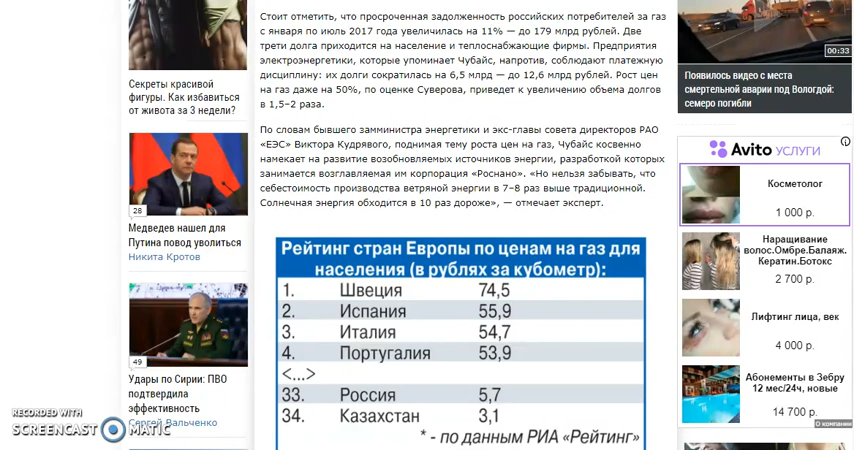 Стоит отметить, что просроченная задолженность российских потребителей за газ
с января по июль 2017 года увеличилась на 11% — до 179 млрд рублей. Две
трети долга приходится на население и теплоснабжающие фирмы. Предприятия
электроэнергетики, которые упоминает Чубайс, напротив, соблюдают платежную
дисциплину: их долги сократилась на 6,5 млрд — до 12,6 млрд рублей. Рост цен
на газ даже на 50%, по оценке Суверова, приведет к увеличению объема долгов
в 1,5–2 раза.
По словам бывшего замминистра энергетики и экс-главы совета директоров РАО
«ЕЭС» Виктора Кудрявого, поднимая тему роста цен на газ, Чубайс косвенно
намекает на развитие возобновляемых источников энергии, разработкой которых
занимается возглавляемая им корпорация «Роснано». «Но нельзя забывать, что
себестоимость производства ветряной энергии в 7–8 раз выше традиционной.
Солнечная энергия обходится в 10 раз дороже», — отмечает эксперт.
Рейтинг стран Европы по ценам на газ для
населения (в рублях за кубометр):
1. Швеция 74,5
2. Испания 55,9
3. Италия 54,7
4. Португалия 53,9
<...>
33. Россия 5,7
34. Казахстан 3,1
* - по данным РИА «Рейтинг»
Секреты красивой
фигуры. Как избавиться
от живота за 3 недели?
28
Медведев нашел для
Путина повод уволиться
Никита Кротов
49
Удары по Сирии: ПВО
подтвердила
эффективность
Сергей Вальченко
RECORDED WITH
SCREENCAST MATIC
00:33
Появилось видео с места
смертельной аварии под Вологдой:
семеро погибли
Avito УСЛУГИ
Косметолог
1 000 р.
Наращивание
волос.Омбре.Балаяж.
Кератин.Ботокс
2 700 р.
Лифтинг лица, век
4 000 р.
Абонементы в Зебру
12 мес/24ч, новые
14 700 р.
О компании